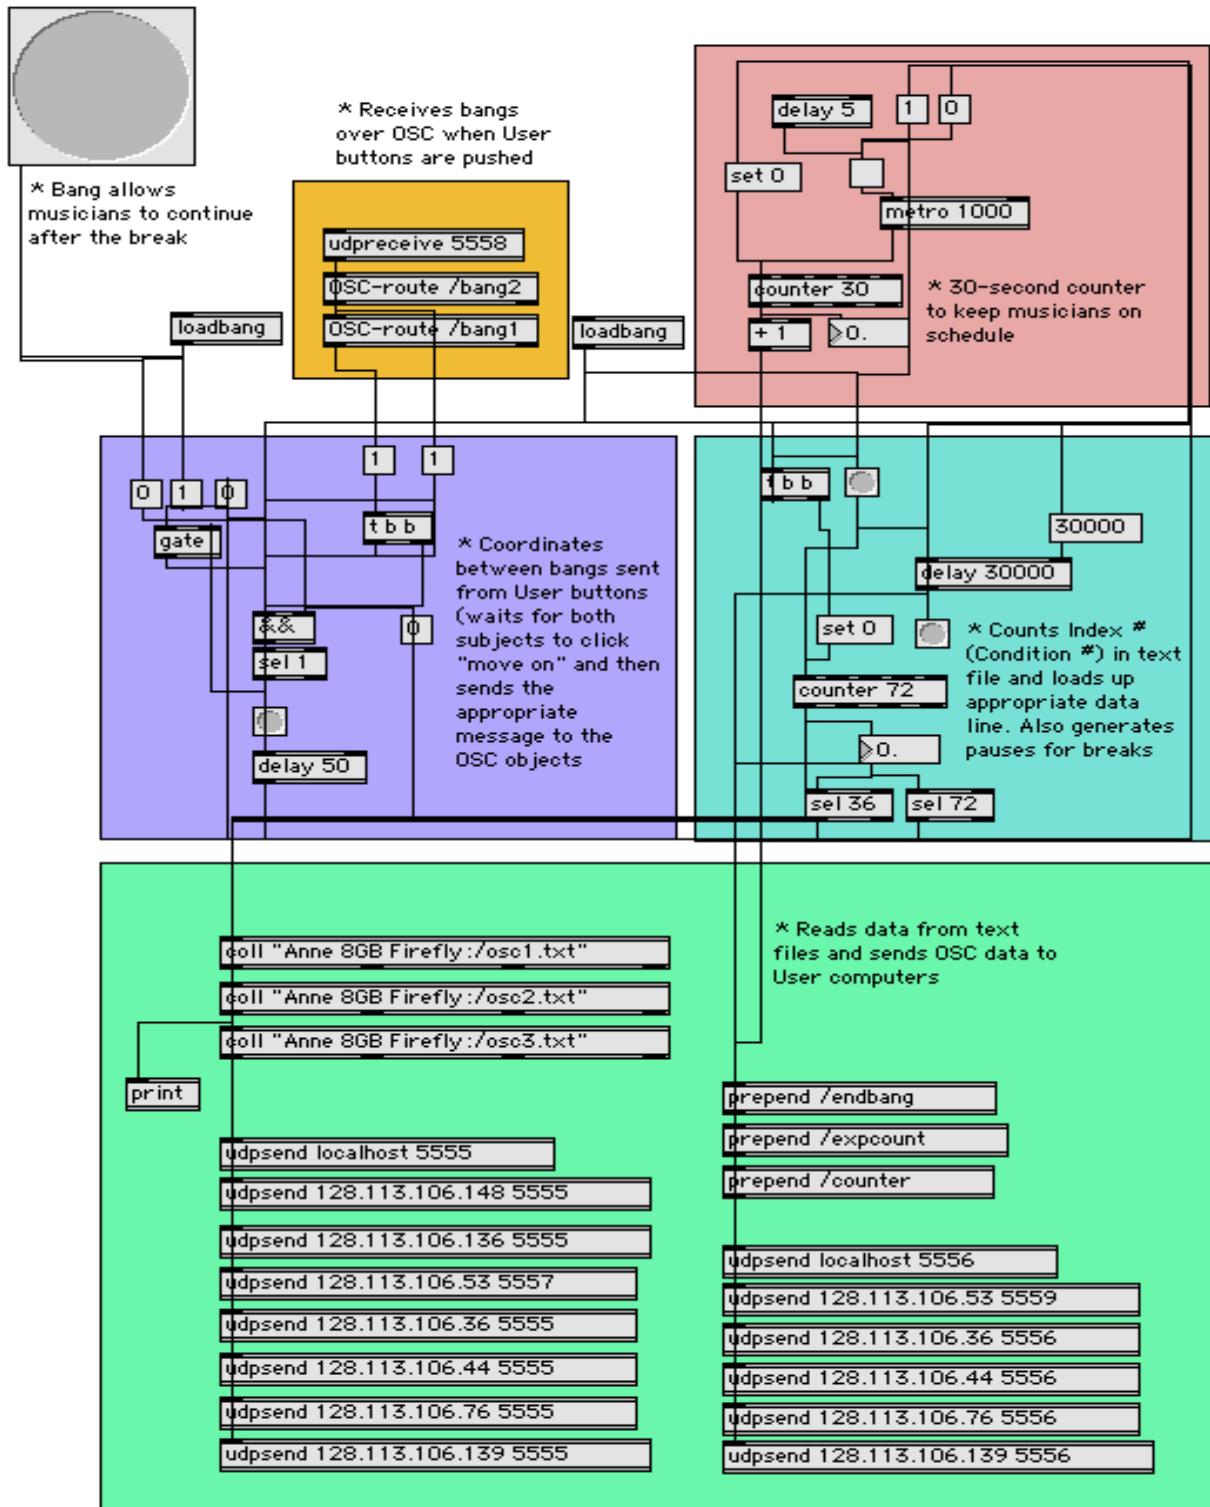 * Bang allows
musicians to continue
after the break
* Receives bangs
over OSC when User
buttons are pushed
udpreceive 5558
OSC-route /bang2
OSC-route /bang1
loadbang
loadbang
delay 5
1
0
set 0
metro 1000
counter 30
+ 1
0.
* 30-second counter
to keep musicians on
schedule
0
1
0
gate
1
1
t b b
&&
0
sel 1
delay 50
* Coordinates
between bangs sent
from User buttons
(waits for both
subjects to click
"move on" and then
sends the
appropriate
message to the
OSC objects
t b b
30000
delay 30000
set 0
counter 72
0.
sel 36
sel 72
* Counts Index #
(Condition #) in text
file and loads up
appropriate data
line. Also generates
pauses for breaks
coll "Anne 8GB Firefly:/osc1.txt"
coll "Anne 8GB Firefly:/osc2.txt"
coll "Anne 8GB Firefly:/osc3.txt"
print
* Reads data from text
files and sends OSC data to
User computers
udpsend localhost 5555
udpsend 128.113.106.148 5555
udpsend 128.113.106.136 5555
udpsend 128.113.106.53 5557
udpsend 128.113.106.36 5555
udpsend 128.113.106.44 5555
udpsend 128.113.106.76 5555
udpsend 128.113.106.139 5555
prepend /endbang
prepend /expcount
prepend /counter
udpsend localhost 5556
udpsend 128.113.106.53 5559
udpsend 128.113.106.36 5556
udpsend 128.113.106.44 5556
udpsend 128.113.106.76 5556
udpsend 128.113.106.139 5556